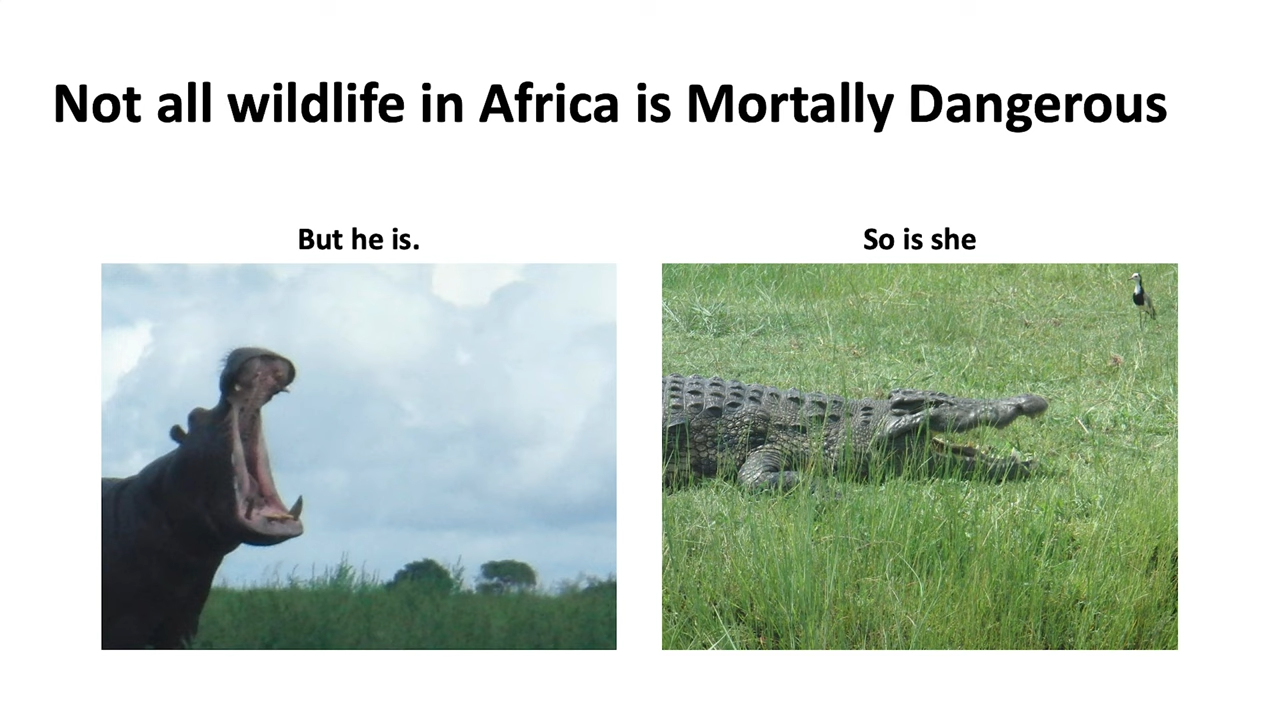 Not all wildlife in Africa is Mortally Dangerous
But he is.
So is she